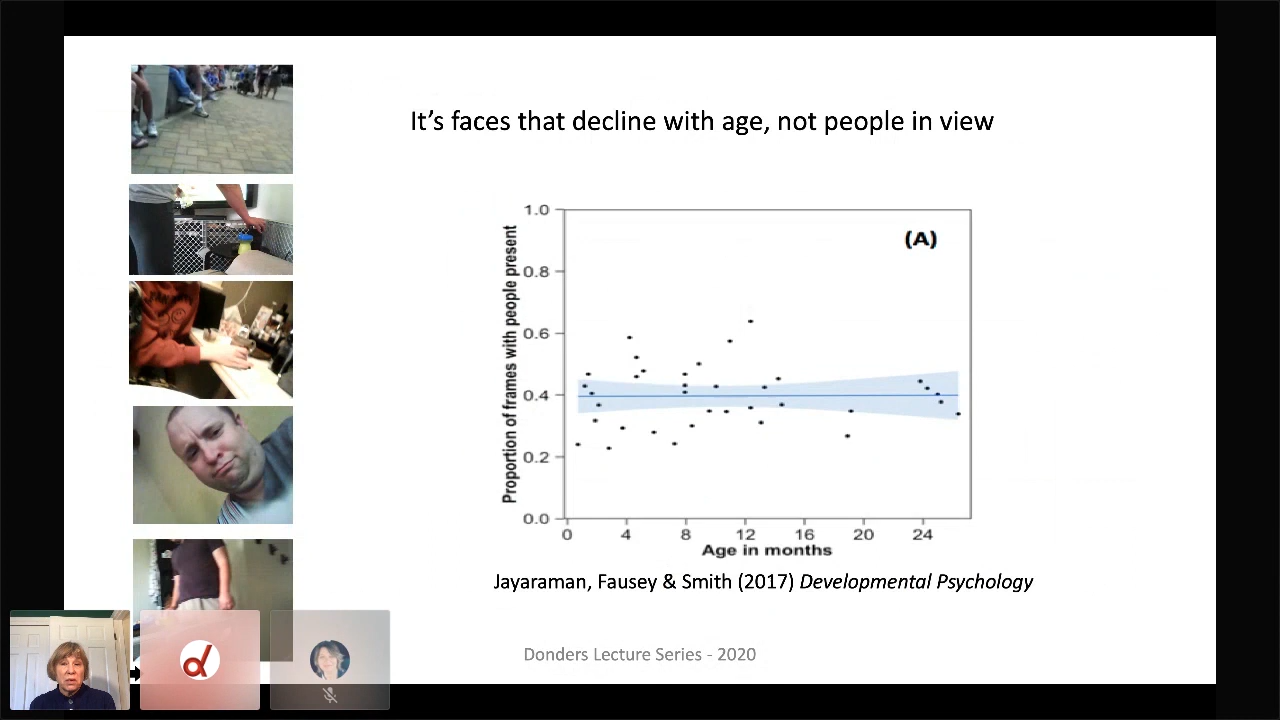 It's faces that decline with age, not people in view
(A)
Proportion of frames with people present
1.0
0.8
0.6
0.4
0.2
0.0
0 4 8 12 16 20 24
Age in months
Jayaraman, Fausey & Smith (2017) Developmental Psychology
Donders Lecture Series - 2020